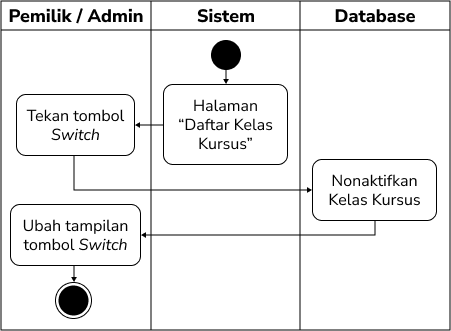 Pemilik / Admin
Sistem
Database
Halaman
“Daftar Kelas
Kursus”
Tekan tombol
Switch
Nonaktifkan
Kelas Kursus
Ubah tampilan
tombol Switch